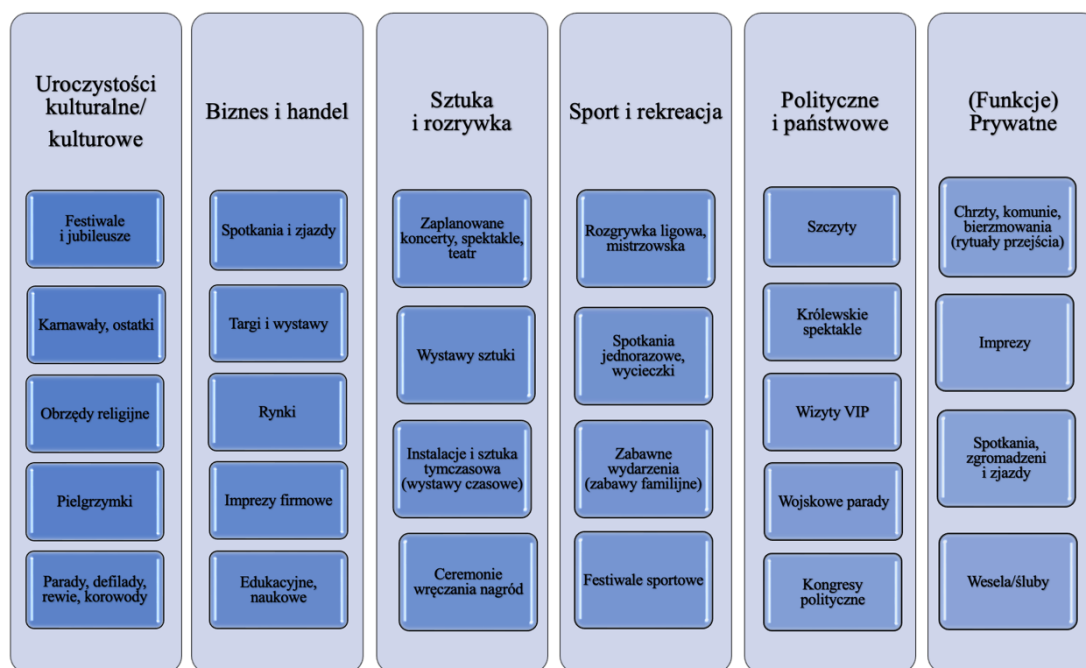 Uroczystości
kulturalne/
kulturowe
Festiwale
i jubileusze
Karnawały, ostatki
Obrzędy religijne
Pielgrzymki
Parady, defilady,
rewie, korowody
Biznes i handel
Spotkania i zjazdy
Targi i wystawy
Rynki
Imprezy firmowe
Edukacyjne,
naukowe
Sztuka
i rozrywka
Zaplanowane
koncerty, spektakle,
teatr
Wystawy sztuki
Instalacje i sztuka
tymczasowa
(wystawy czasowe)
Ceremonie
wręczania nagród
Sport i rekreacja
Rozgrywka ligowa,
mistrzowska
Spotkania
jednorazowe,
wycieczki
Zabawne
wydarzenia
(zabawy familijne)
Festiwale sportowe
Polityczne
i państwowe
Szczyty
Królewskie
spektakle
Wizyty VIP
Wojskowe parady
Kongresy
polityczne
(Funkcje)
Prywatne
Chrzty, komunie,
bierzmowania
(rytuały przejścia)
Imprezy
Spotkania,
zgromadzeni
i zjazdy
Wesela/śluby